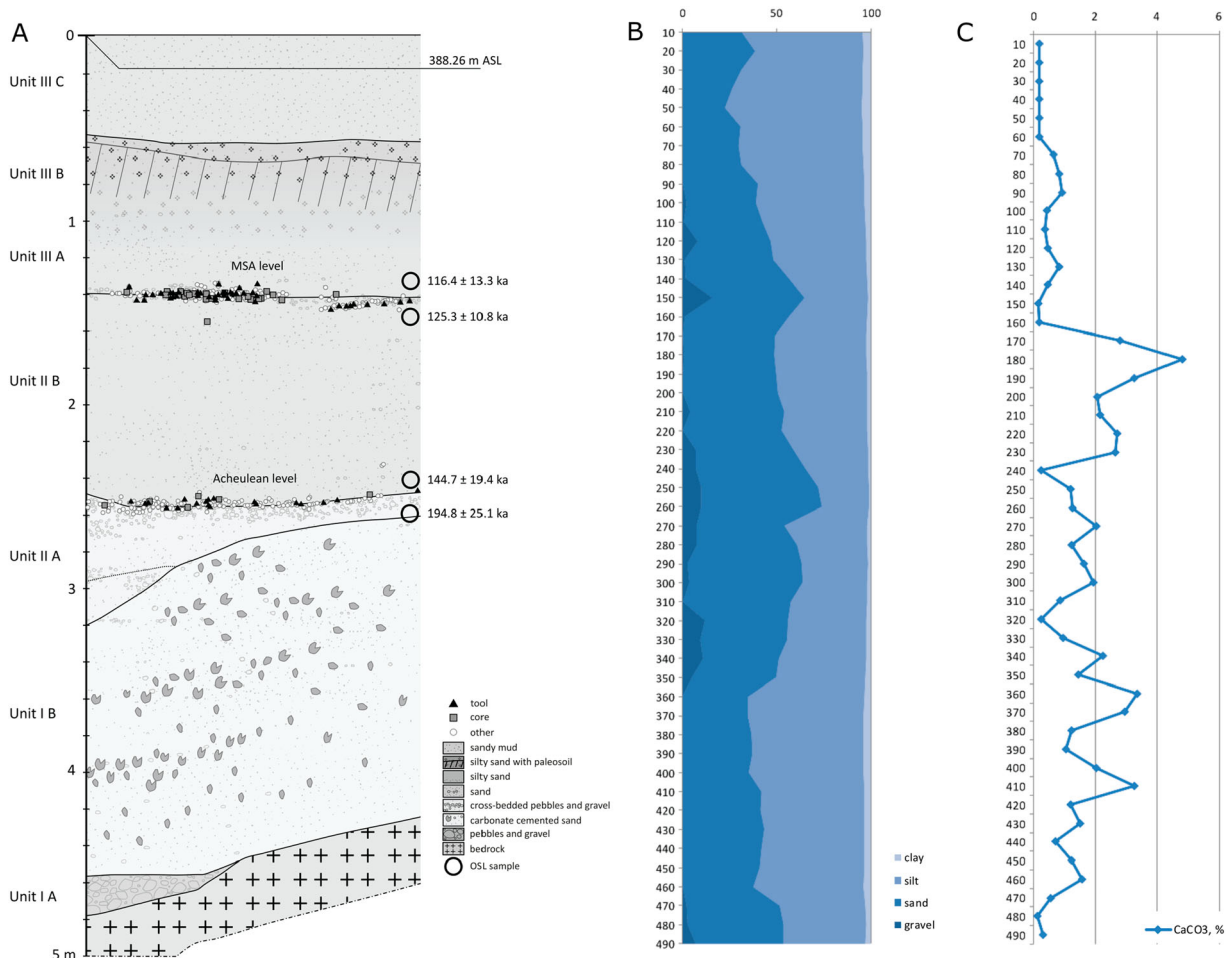 A
0
388.26 m ASL
Unit III C
Unit III B
1
Unit III A
MSA level
116.4 ± 13.3 ka
125.3 ± 10.8 ka
Unit II B
2
Acheulean level
144.7 ± 19.4 ka
194.8 ± 25.1 ka
Unit II A
3
Unit I B
4
Unit I A
5 m
tool
core
other
sandy mud
silty sand with paleosoil
silty sand
sand
cross-bedded pebbles and gravel
carbonate cemented sand
pebbles and gravel
bedrock
OSL sample
B
0 50 100
10
20
30
40
50
60
70
80
90
100
110
120
130
140
150
160
170
180
190
200
210
220
230
240
250
260
270
280
290
300
310
320
330
340
350
360
370
380
390
400
410
420
430
440
450
460
470
480
490
clay
silt
sand
gravel
C
0 2 4 6
10
20
30
40
50
60
70
80
90
100
110
120
130
140
150
160
170
180
190
200
210
220
230
240
250
260
270
280
290
300
310
320
330
340
350
360
370
380
390
400
410
420
430
440
450
460
470
480
490
CaCO3, %